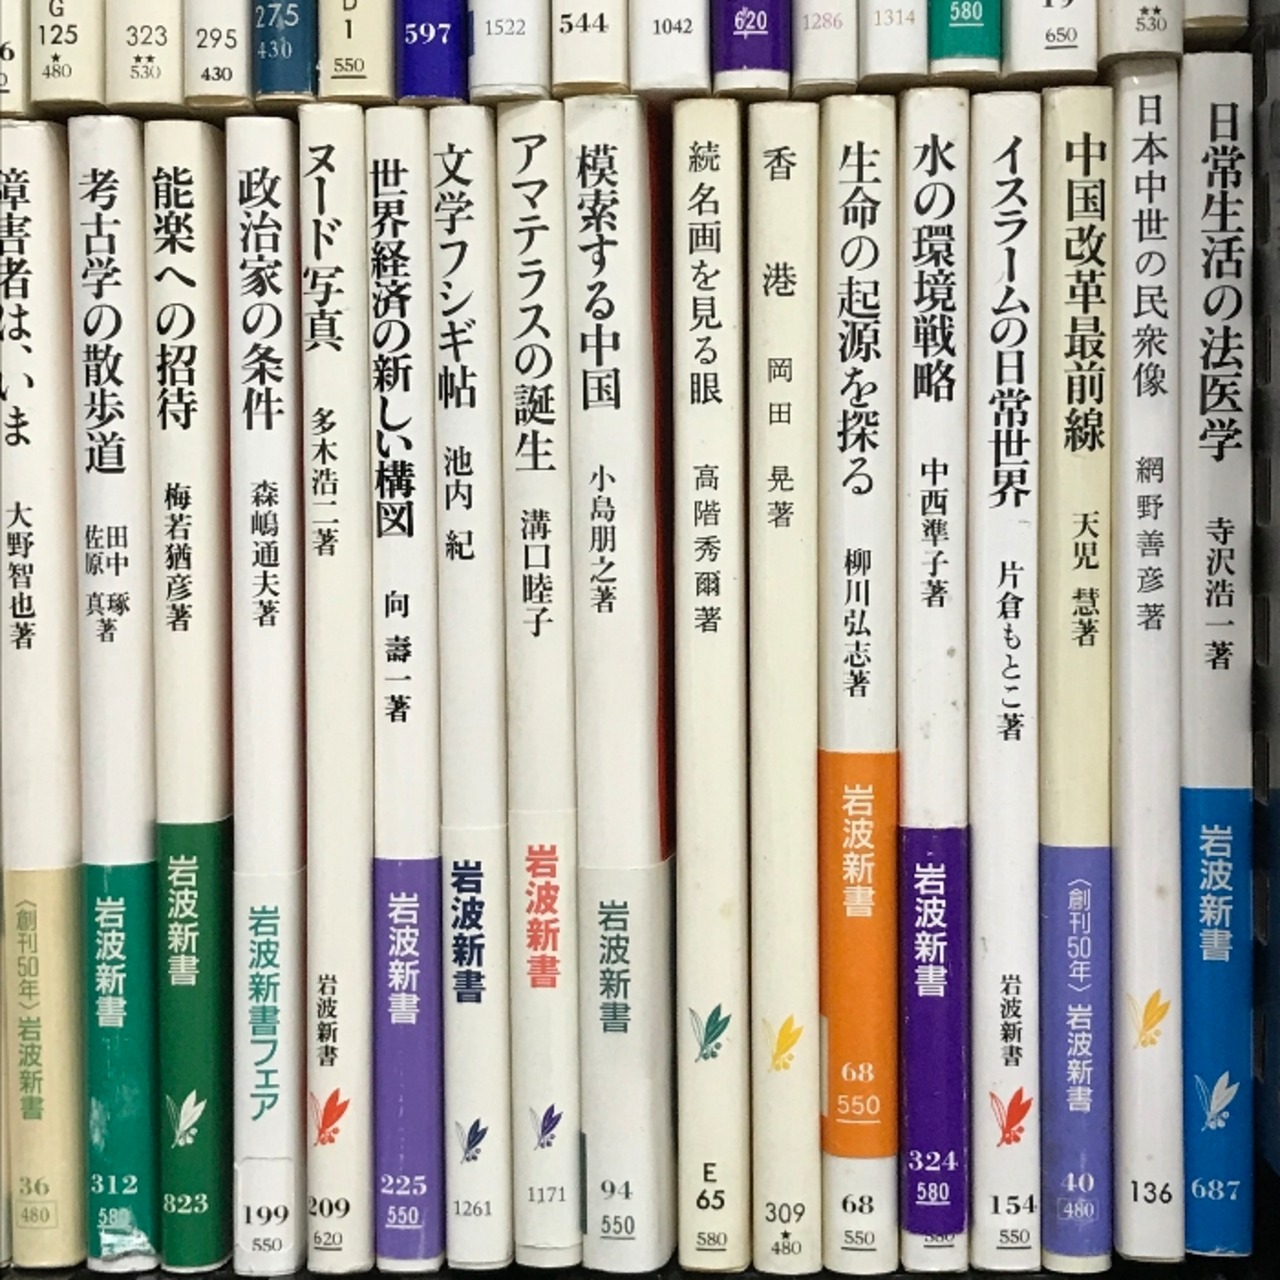 G
125
★
480
323
★★
530
295
430
275
430
D
1
550
597
1522
544
1042
620
1286
1314
580
19
650
★★
530
障害者は、いま 大野智也著
〈創刊50年〉岩波新書
36
480
考古学の散歩道 田中 琢
佐原 真著
岩波新書
312
580
能楽への招待 梅若猶彦著
岩波新書
823
政治家の条件 森嶋通夫著
岩波新書フェア
199
550
ヌード写真 多木浩二著
岩波新書
209
620
世界経済の新しい構図 向 壽一著
岩波新書
225
550
文学フシギ帖 池内 紀
岩波新書
1261
アマテラスの誕生 溝口睦子
岩波新書
1171
模索する中国 小島朋之著
岩波新書
94
550
続 名画を見る眼 高階秀爾著
E
65
580
香港 岡田 晃著
309
★
480
生命の起源を探る 柳川弘志著
岩波新書
68
550
68
550
水の環境戦略 中西準子著
岩波新書
324
580
580
イスラームの日常世界 片倉もとこ著
岩波新書
154
550
中国改革最前線 天児 慧著
〈創刊50年〉岩波新書
40
480
日本中世の民衆像 網野善彦著
136
日常生活の法医学 寺沢浩一著
岩波新書
687